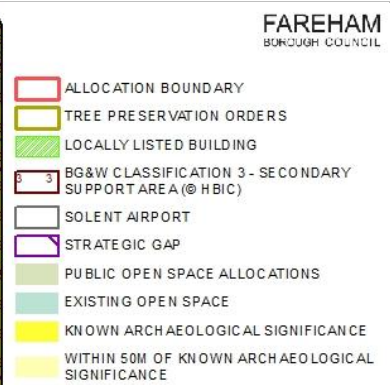 FAREHAM
BOROUGH COUNCIL
ALLOCATION BOUNDARY
TREE PRESERVATION ORDERS
LOCALLY LISTED BUILDING
3 3 BG&W CLASSIFICATION 3 - SECONDARY
SUPPORT AREA (© HBIC)
SOLENT AIRPORT
STRATEGIC GAP
PUBLIC OPEN SPACE ALLOCATIONS
EXISTING OPEN SPACE
KNOWN ARCHAEOLOGICAL SIGNIFICANCE
WITHIN 50M OF KNOWN ARCHAEOLOGICAL
SIGNIFICANCE